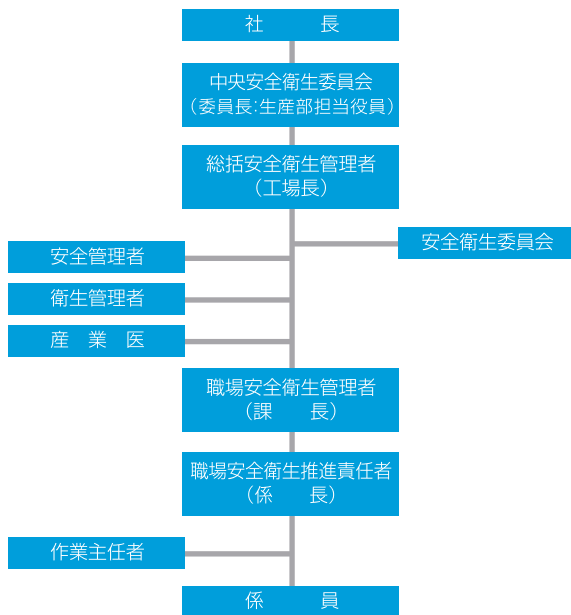 社　　　長
中央安全衛生委員会
（委員長：生産部担当役員）
総括安全衛生管理者
（工場長）
安全衛生委員会
安全管理者
衛生管理者
産　業　医
職場安全衛生管理者
（課　　長）
職場安全衛生推進責任者
（係　　長）
作業主任者
係　　　員